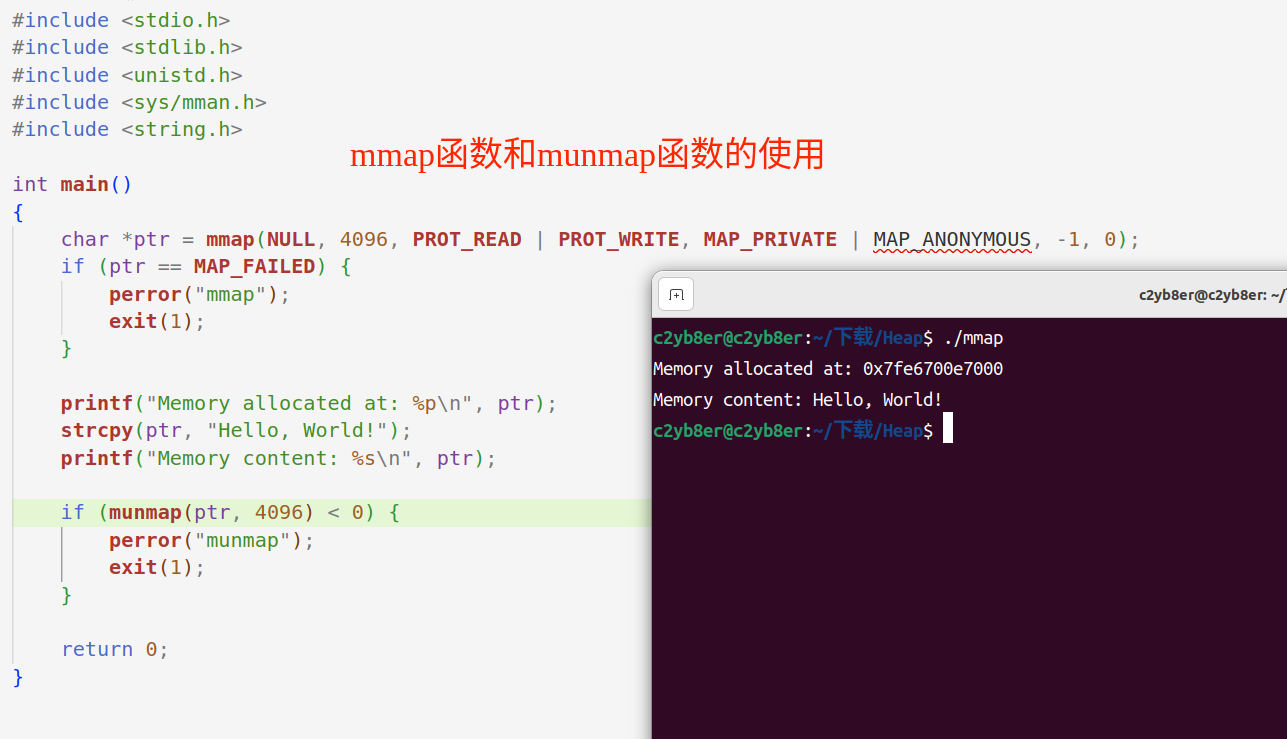 #include <stdio.h>
#include <stdlib.h>
#include <unistd.h>
#include <sys/mman.h>
#include <string.h>
mmap函数和munmap函数的使用
int main()
{
    char *ptr = mmap(NULL, 4096, PROT_READ | PROT_WRITE, MAP_PRIVATE | MAP_ANONYMOUS, -1, 0);
    if (ptr == MAP_FAILED) {
        perror("mmap");
        exit(1);
    }
    printf("Memory allocated at: %p\n", ptr);
    strcpy(ptr, "Hello, World!");
    printf("Memory content: %s\n", ptr);
    if (munmap(ptr, 4096) < 0) {
        perror("munmap");
        exit(1);
    }
    return 0;
}
c2yb8er@c2yb8er: ~/
c2yb8er@c2yb8er:~/下载/Heap$ ./mmap
Memory allocated at: 0x7fe6700e7000
Memory content: Hello, World!
c2yb8er@c2yb8er:~/下载/Heap$